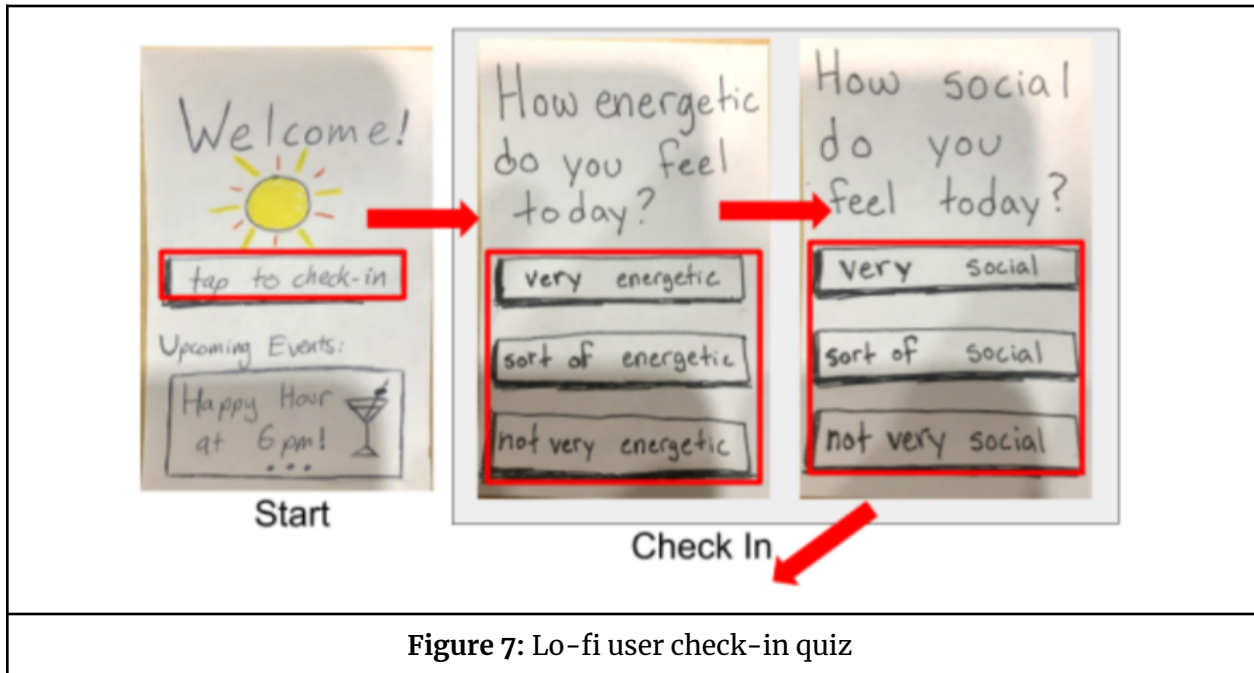 Welcome!
tap to check-in
Upcoming Events:
Happy Hour
at 6pm!
...
Start
How energetic
do you feel
today?
very energetic
sort of energetic
not very energetic
How social
do you
feel today?
very social
sort of social
not very social
Check In
Figure 7: Lo-fi user check-in quiz